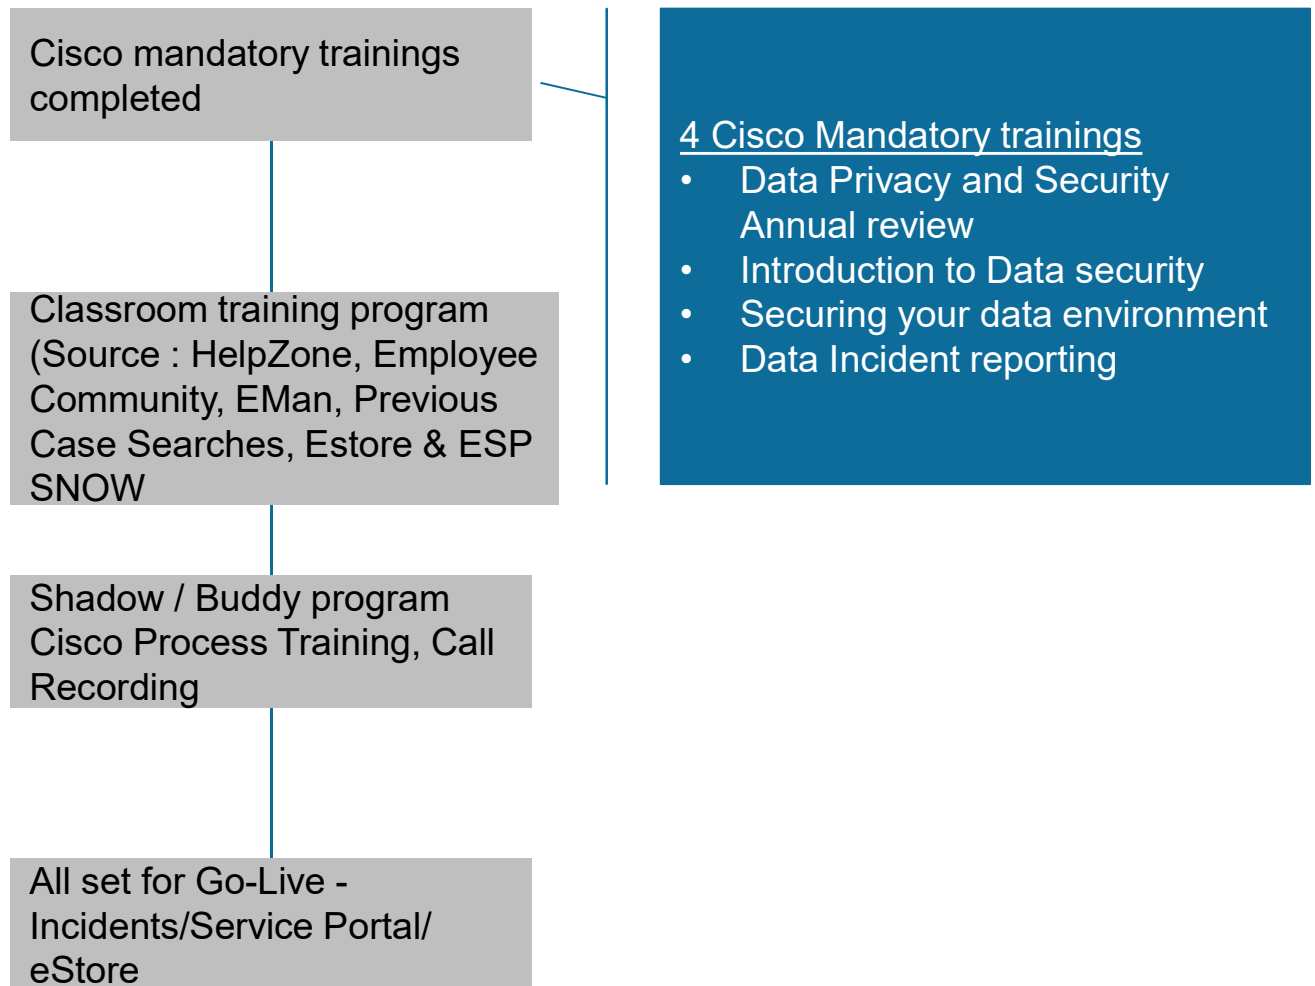 Cisco mandatory trainings
completed
4 Cisco Mandatory trainings
• Data Privacy and Security
Annual review
• Introduction to Data security
• Securing your data environment
• Data Incident reporting
Classroom training program
(Source : HelpZone, Employee
Community, EMan, Previous
Case Searches, Estore & ESP
SNOW
Shadow / Buddy program
Cisco Process Training, Call
Recording
All set for Go-Live -
Incidents/Service Portal/
eStore